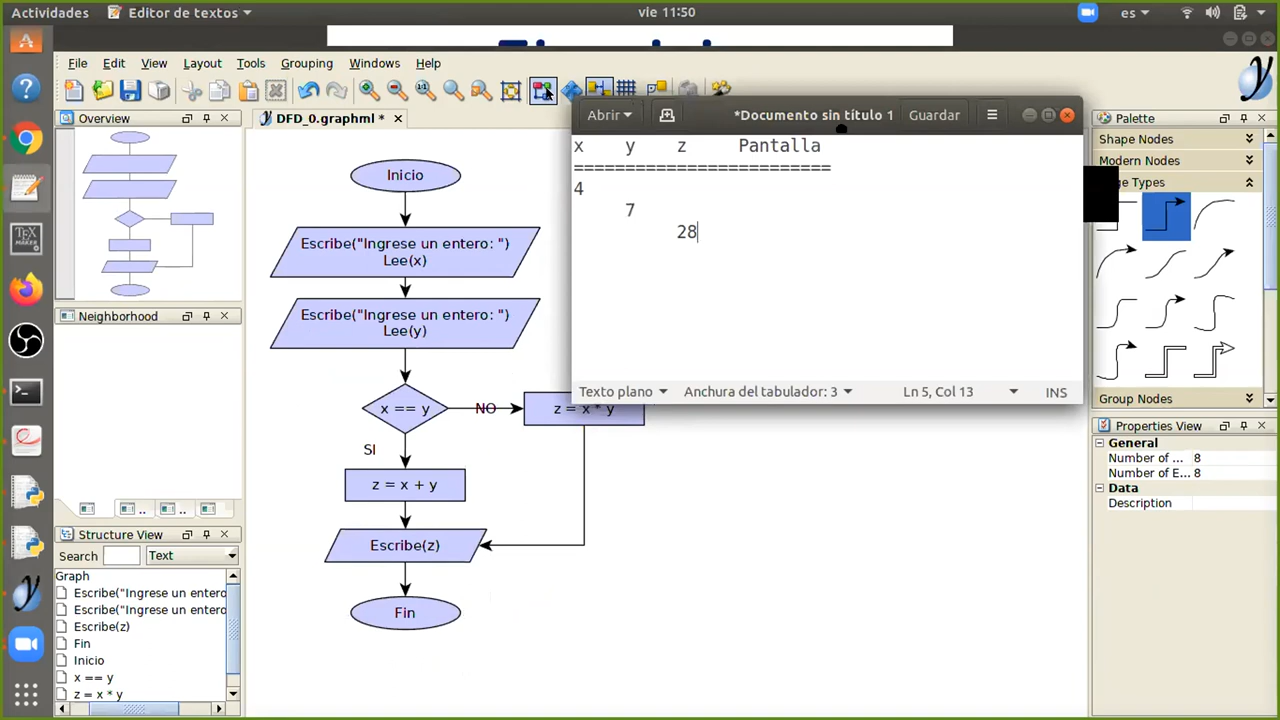 Actividades
Editor de textos
vie 11:50
es
File Edit View Layout Tools Grouping Windows Help
Overview
DFD_0.graphml *
Neighborhood
..
..
Structure View
Search
Text
Graph
Escribe("Ingrese un entero
Escribe("Ingrese un entero
Escribe(z)
Fin
Inicio
x == y
z = x * y
Inicio
Escribe("Ingrese un entero: ")
Lee(x)
Escribe("Ingrese un entero: ")
Lee(y)
x == y
NO
z = x * y
SI
z = x + y
Escribe(z)
Fin
Abrir
*Documento sin título 1
Guardar
x y z Pantalla
========================
4
7
28
Texto plano
Anchura del tabulador: 3
Ln 5, Col 13
INS
Palette
Shape Nodes
Modern Nodes
ge Types
Group Nodes
Properties View
General
Number of ... 8
Number of E... 8
Data
Description